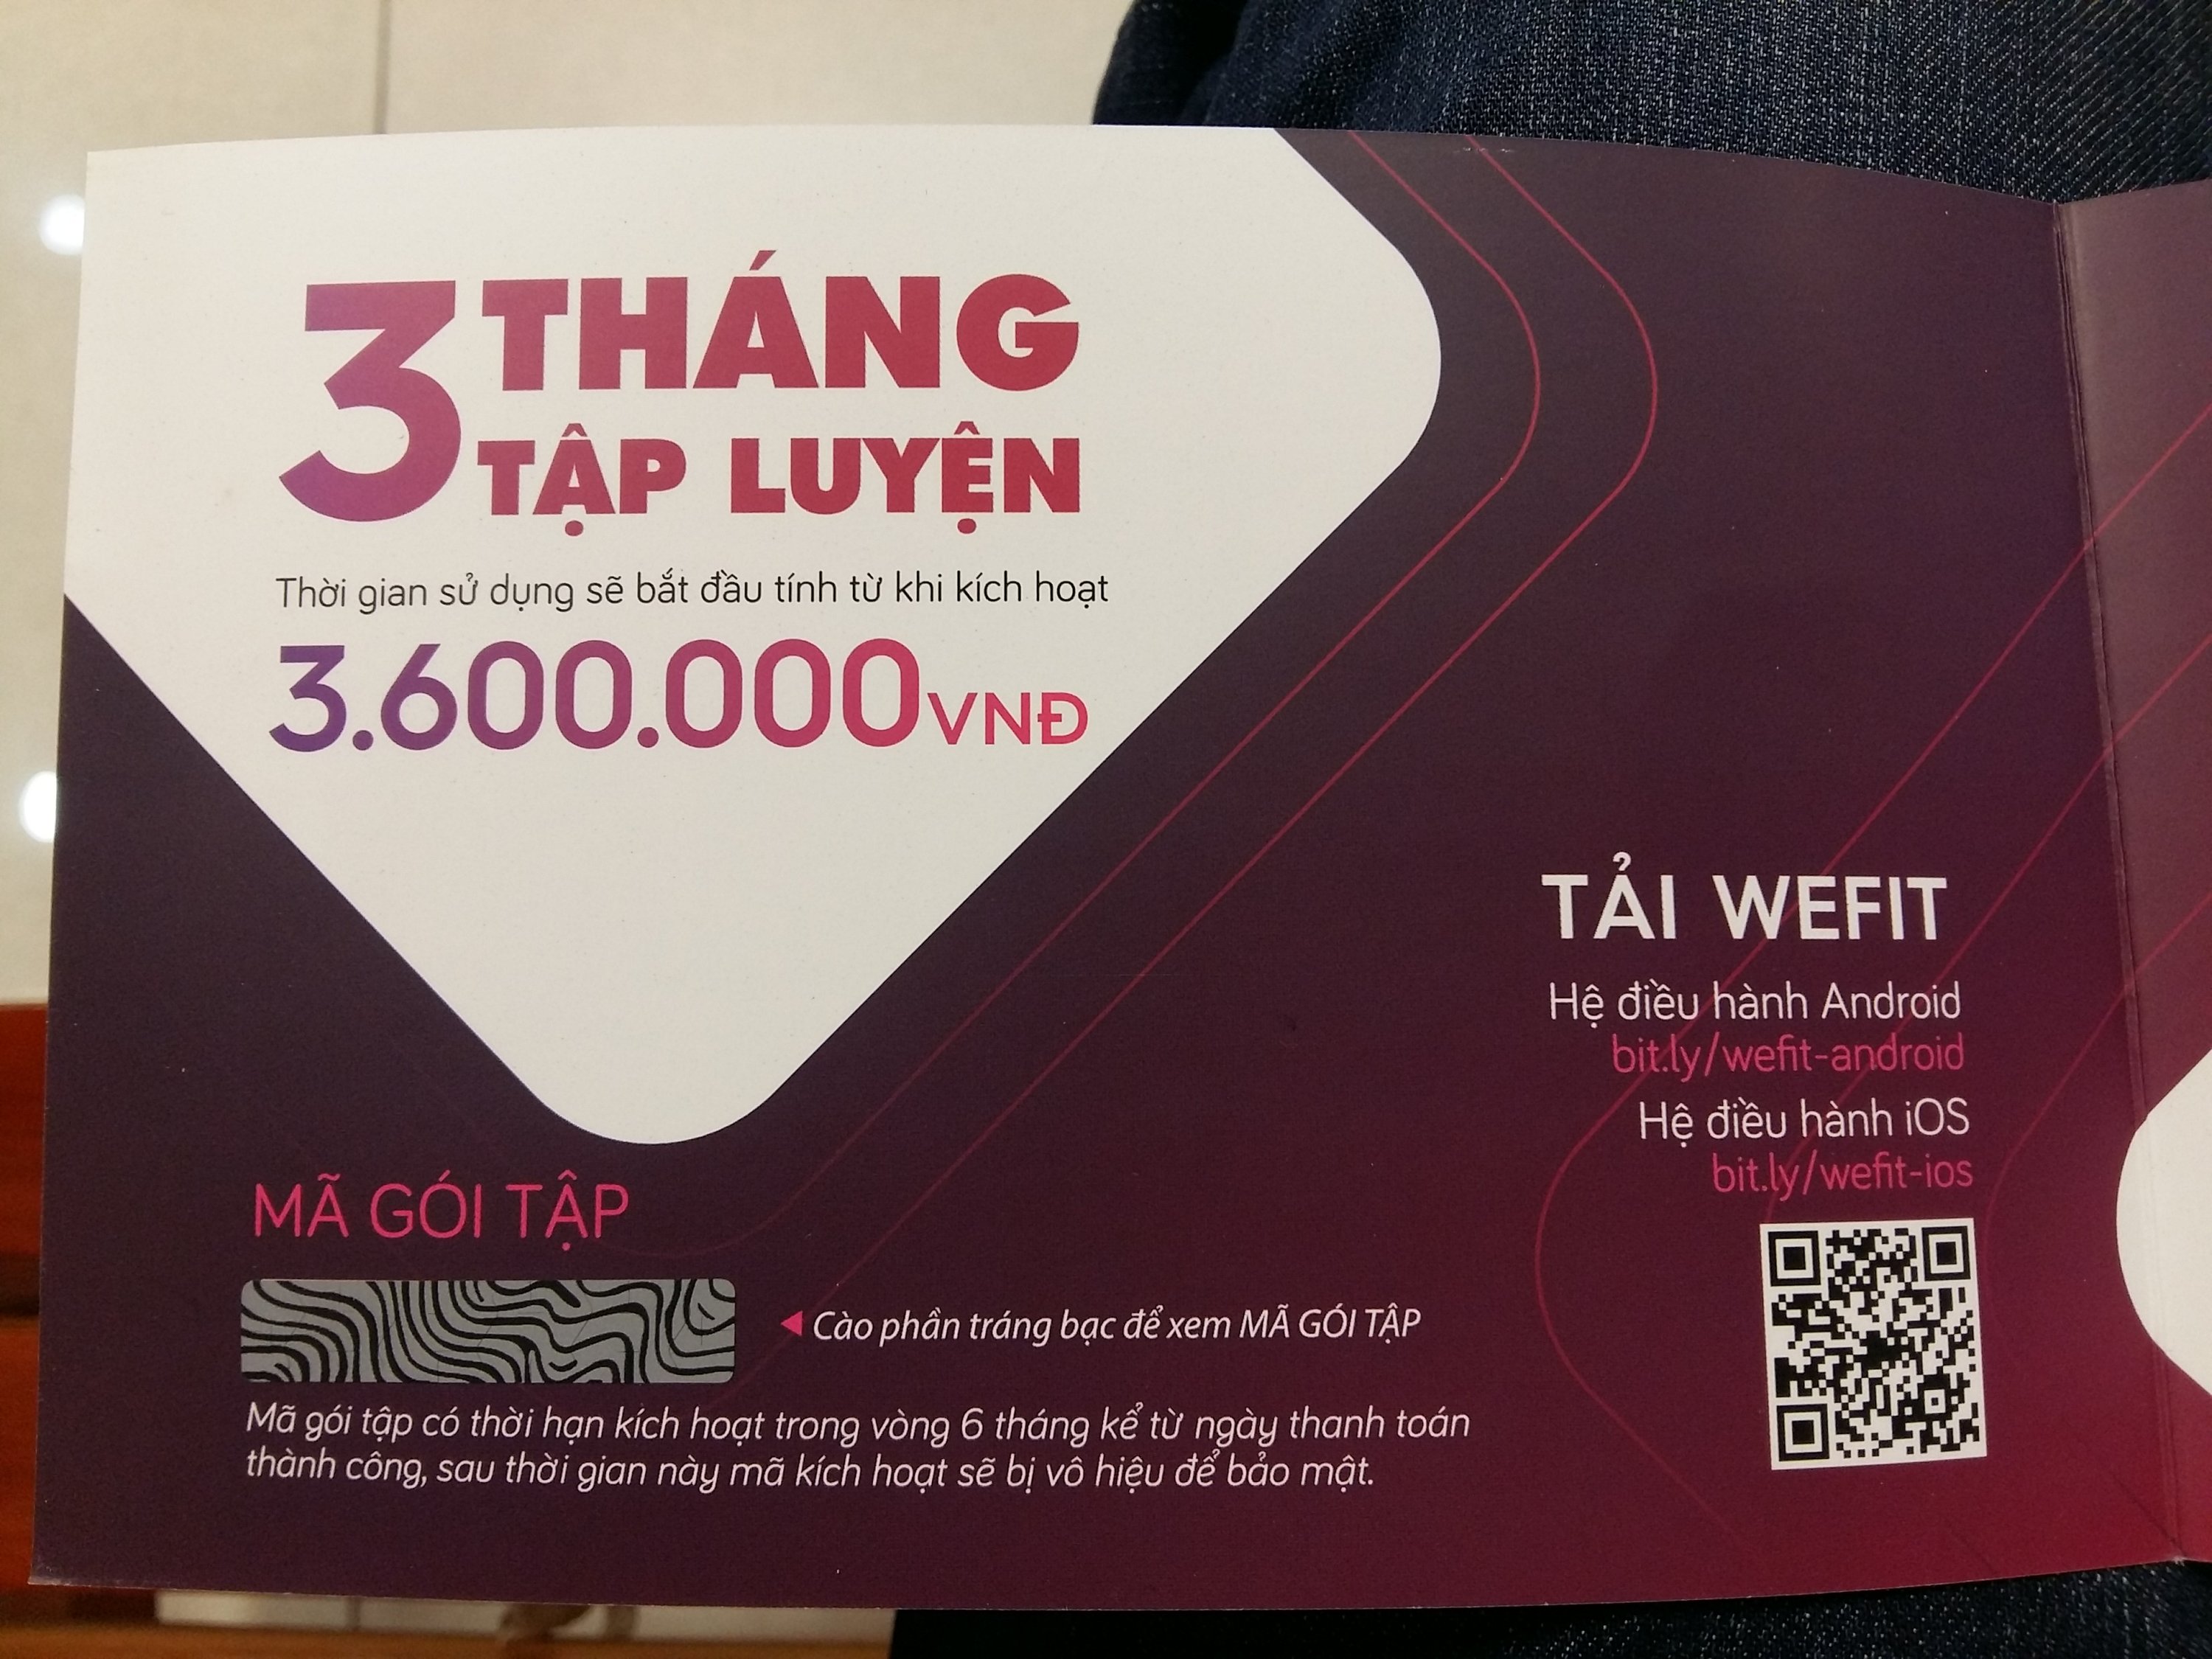 3 THÁNG
TẬP LUYỆN
Thời gian sử dụng sẽ bắt đầu tính từ khi kích hoạt
3.600.000 VNĐ
TẢI WEFIT
Hệ điều hành Android
bit.ly/wefit-android
Hệ điều hành iOS
bit.ly/wefit-ios
MÃ GÓI TẬP
Cào phần tráng bạc để xem MÃ GÓI TẬP
Mã gói tập có thời hạn kích hoạt trong vòng 6 tháng kể từ ngày thanh toán
thành công, sau thời gian này mã kích hoạt sẽ bị vô hiệu để bảo mật.